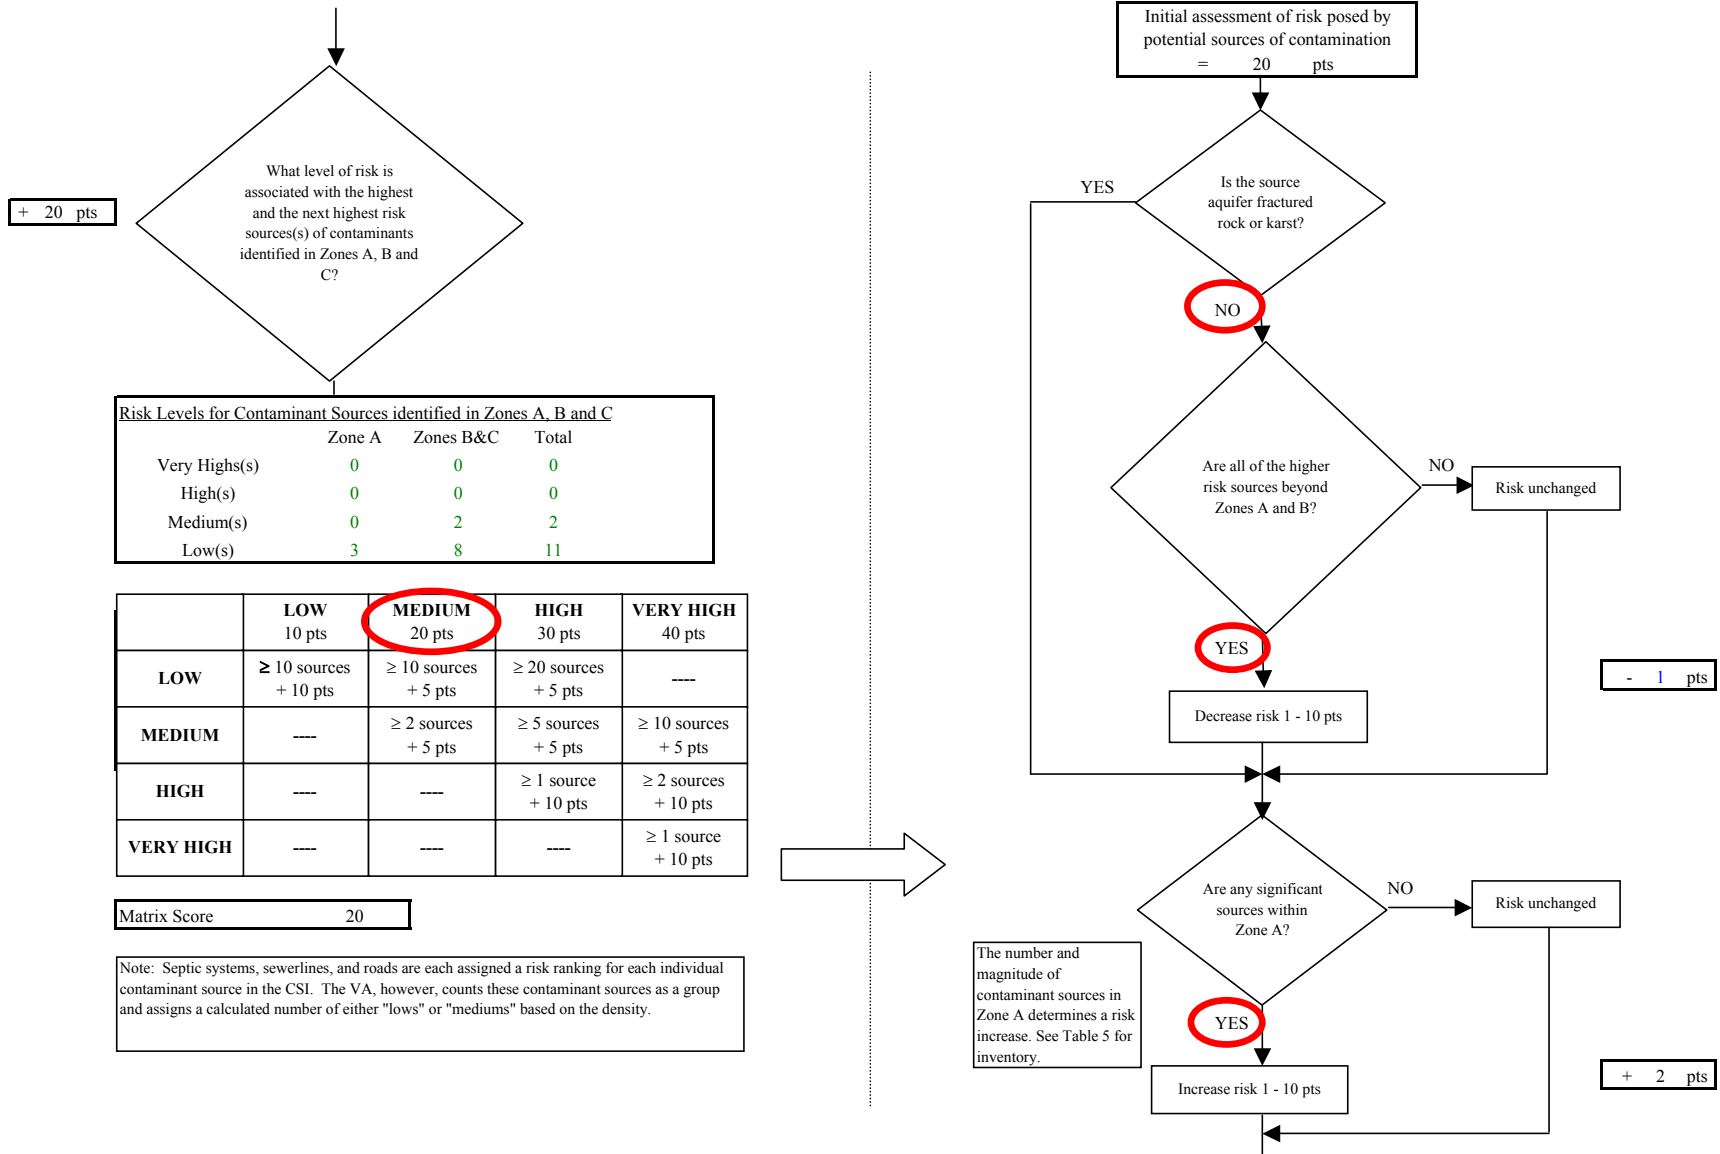 What level of risk is
associated with the highest
and the next highest risk
sources(s) of contaminants
identified in Zones A, B and
C?
+ 20 pts
Risk Levels for Contaminant Sources identified in Zones A, B and C
Zone A Zones B&C Total
Very Highs(s) 0 0 0
High(s) 0 0 0
Medium(s) 0 2 2
Low(s) 3 8 11
LOW MEDIUM HIGH VERY HIGH
10 pts 20 pts 30 pts 40 pts
LOW ≥ 10 sources ≥ 10 sources ≥ 20 sources ----
+ 10 pts + 5 pts + 5 pts
MEDIUM ---- ≥ 2 sources ≥ 5 sources ≥ 10 sources
+ 5 pts + 5 pts + 5 pts
HIGH ---- ---- ≥ 1 source ≥ 2 sources
+ 10 pts + 10 pts
VERY HIGH ---- ---- ---- ≥ 1 source
+ 10 pts
Matrix Score 20
Note: Septic systems, sewerlines, and roads are each assigned a risk ranking for each individual
contaminant source in the CSI. The VA, however, counts these contaminant sources as a group
and assigns a calculated number of either "lows" or "mediums" based on the density.
Initial assessment of risk posed by
potential sources of contamination
= 20 pts
YES
Is the source
aquifer fractured
rock or karst?
NO
Are all of the higher
risk sources beyond
Zones A and B?
NO
Risk unchanged
YES
Decrease risk 1 - 10 pts
- 1 pts
Are any significant
sources within
Zone A?
NO
Risk unchanged
The number and
magnitude of
contaminant sources in
Zone A determines a risk
increase. See Table 5 for
inventory.
YES
Increase risk 1 - 10 pts
+ 2 pts